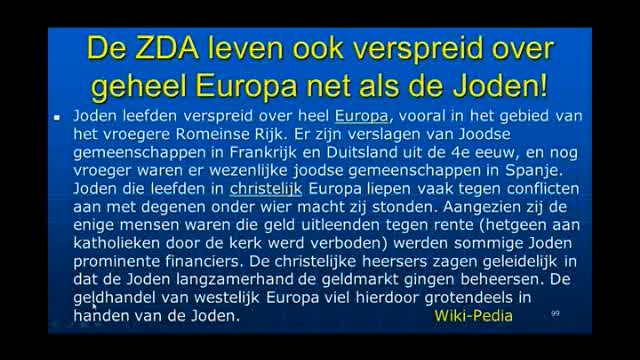 De ZDA leven ook verspreid over
geheel Europa net als de Joden!
Joden leefden verspreid over heel Europa, vooral in het gebied van
het vroegere Romeinse Rijk. Er zijn verslagen van Joodse
gemeenschappen in Frankrijk en Duitsland uit de 4e eeuw, en nog
vroeger waren er wezenlijke joodse gemeenschappen in Spanje.
Joden die leefden in christelijk Europa liepen vaak tegen conflicten
aan met degenen onder wier macht zij stonden. Aangezien zij de
enige mensen waren die geld uitleenden tegen rente (hetgeen aan
katholieken door de kerk werd verboden) werden sommige Joden
prominente financiers. De christelijke heersers zagen geleidelijk in
dat de Joden langzamerhand de geldmarkt gingen beheersen. De
geldhandel van westelijk Europa viel hierdoor grotendeels in
handen van de Joden. Wiki-Pedia 99